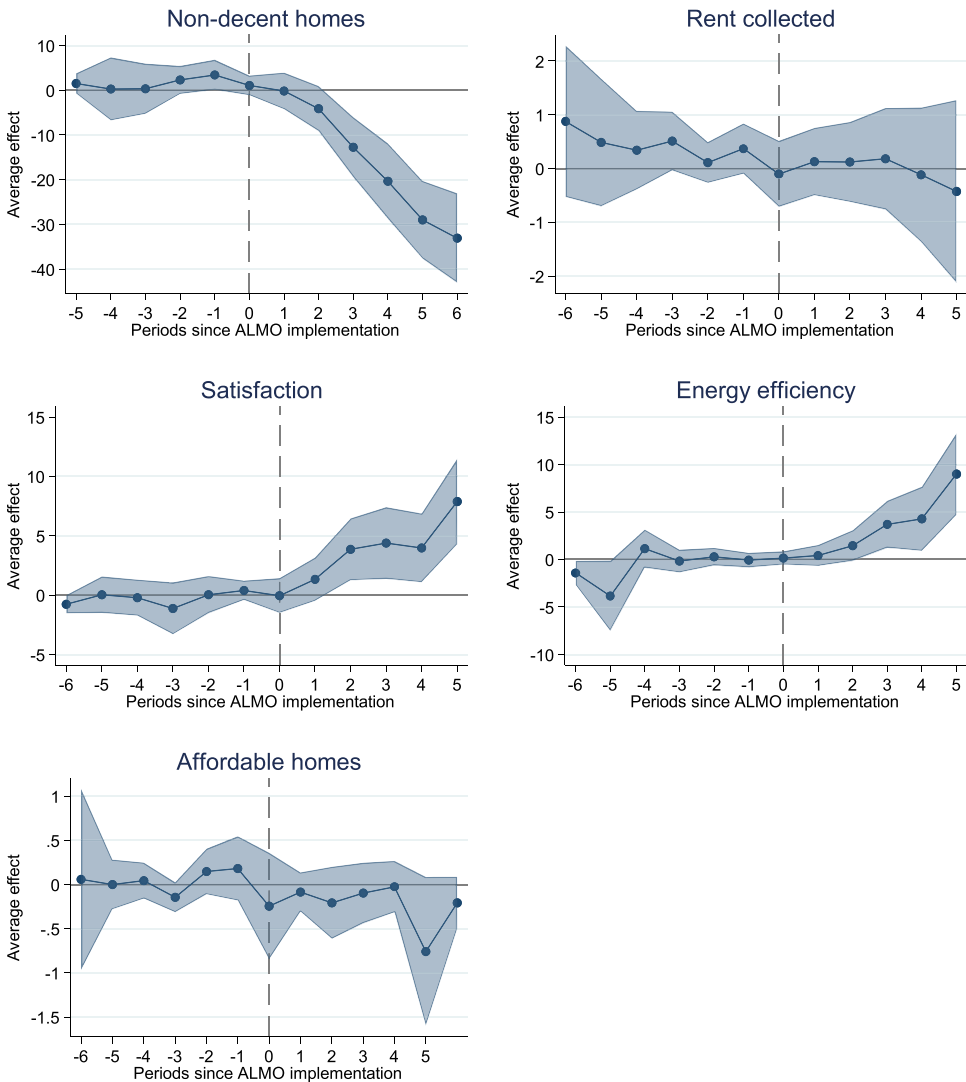 Non-decent homes
Average effect
10
0
-10
-20
-30
-40
-5 -4 -3 -2 -1 0 1 2 3 4 5 6
Periods since ALMO implementation
Rent collected
Average effect
2
1
0
-1
-2
-6 -5 -4 -3 -2 -1 0 1 2 3 4 5
Periods since ALMO implementation
Satisfaction
Average effect
15
10
5
0
-5
-6 -5 -4 -3 -2 -1 0 1 2 3 4 5
Periods since ALMO implementation
Energy efficiency
Average effect
15
10
5
0
-5
-10
-6 -5 -4 -3 -2 -1 0 1 2 3 4 5
Periods since ALMO implementation
Affordable homes
Average effect
1
.5
0
-.5
-1
-1.5
-6 -5 -4 -3 -2 -1 0 1 2 3 4 5
Periods since ALMO implementation